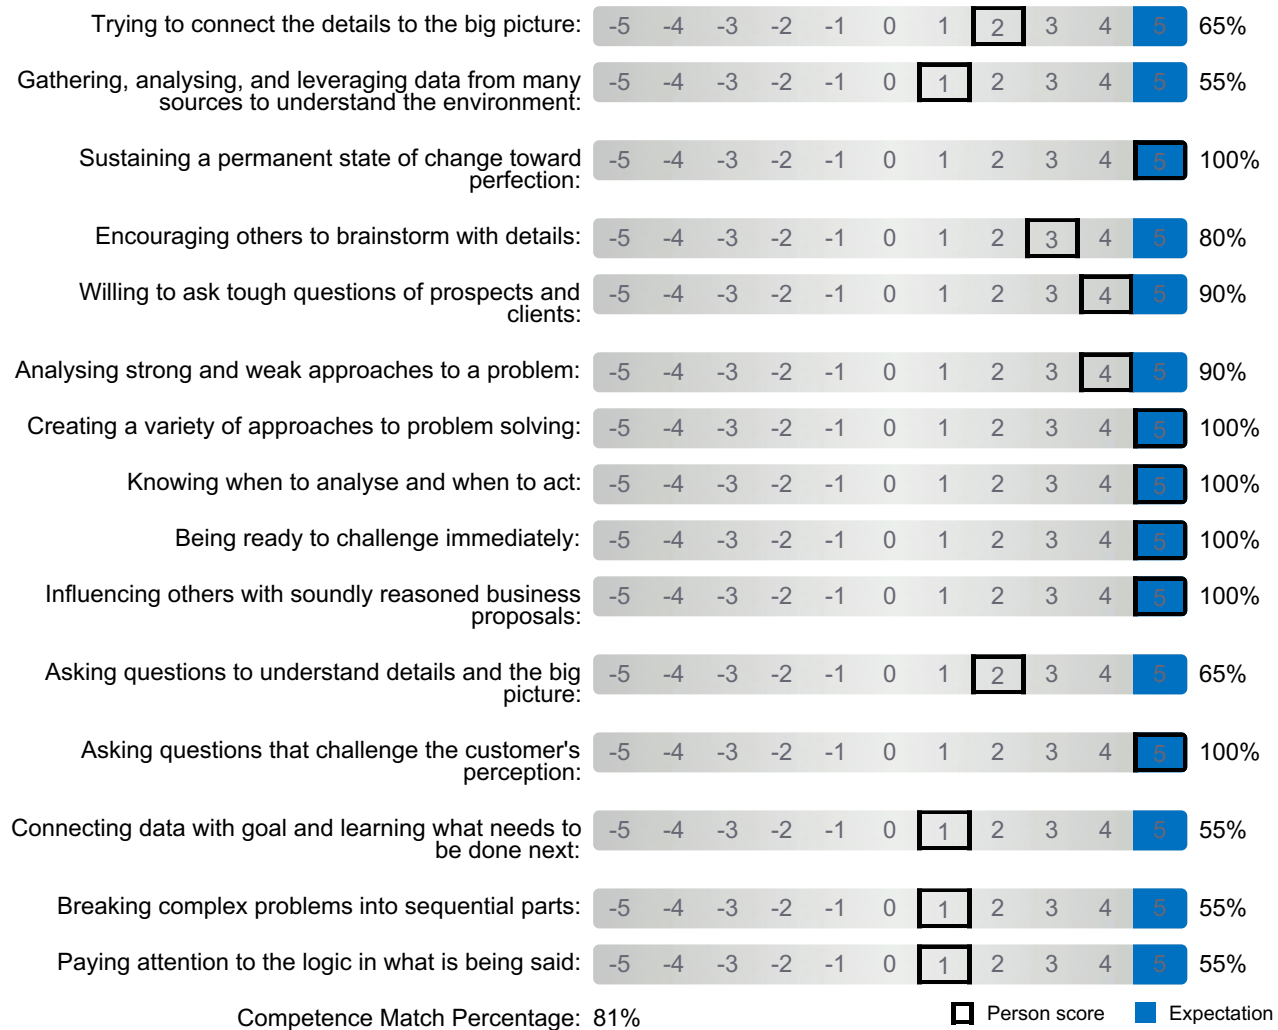 Trying to connect the details to the big picture: -5 -4 -3 -2 -1 0 1 2 3 4 5 65%
Gathering, analysing, and leveraging data from many
sources to understand the environment: -5 -4 -3 -2 -1 0 1 2 3 4 5 55%
Sustaining a permanent state of change toward
perfection: -5 -4 -3 -2 -1 0 1 2 3 4 5 100%
Encouraging others to brainstorm with details: -5 -4 -3 -2 -1 0 1 2 3 4 5 80%
Willing to ask tough questions of prospects and
clients: -5 -4 -3 -2 -1 0 1 2 3 4 5 90%
Analysing strong and weak approaches to a problem: -5 -4 -3 -2 -1 0 1 2 3 4 5 90%
Creating a variety of approaches to problem solving: -5 -4 -3 -2 -1 0 1 2 3 4 5 100%
Knowing when to analyse and when to act: -5 -4 -3 -2 -1 0 1 2 3 4 5 100%
Being ready to challenge immediately: -5 -4 -3 -2 -1 0 1 2 3 4 5 100%
Influencing others with soundly reasoned business
proposals: -5 -4 -3 -2 -1 0 1 2 3 4 5 100%
Asking questions to understand details and the big
picture: -5 -4 -3 -2 -1 0 1 2 3 4 5 65%
Asking questions that challenge the customer's
perception: -5 -4 -3 -2 -1 0 1 2 3 4 5 100%
Connecting data with goal and learning what needs to
be done next: -5 -4 -3 -2 -1 0 1 2 3 4 5 55%
Breaking complex problems into sequential parts: -5 -4 -3 -2 -1 0 1 2 3 4 5 55%
Paying attention to the logic in what is being said: -5 -4 -3 -2 -1 0 1 2 3 4 5 55%
Competence Match Percentage: 81% Person score Expectation